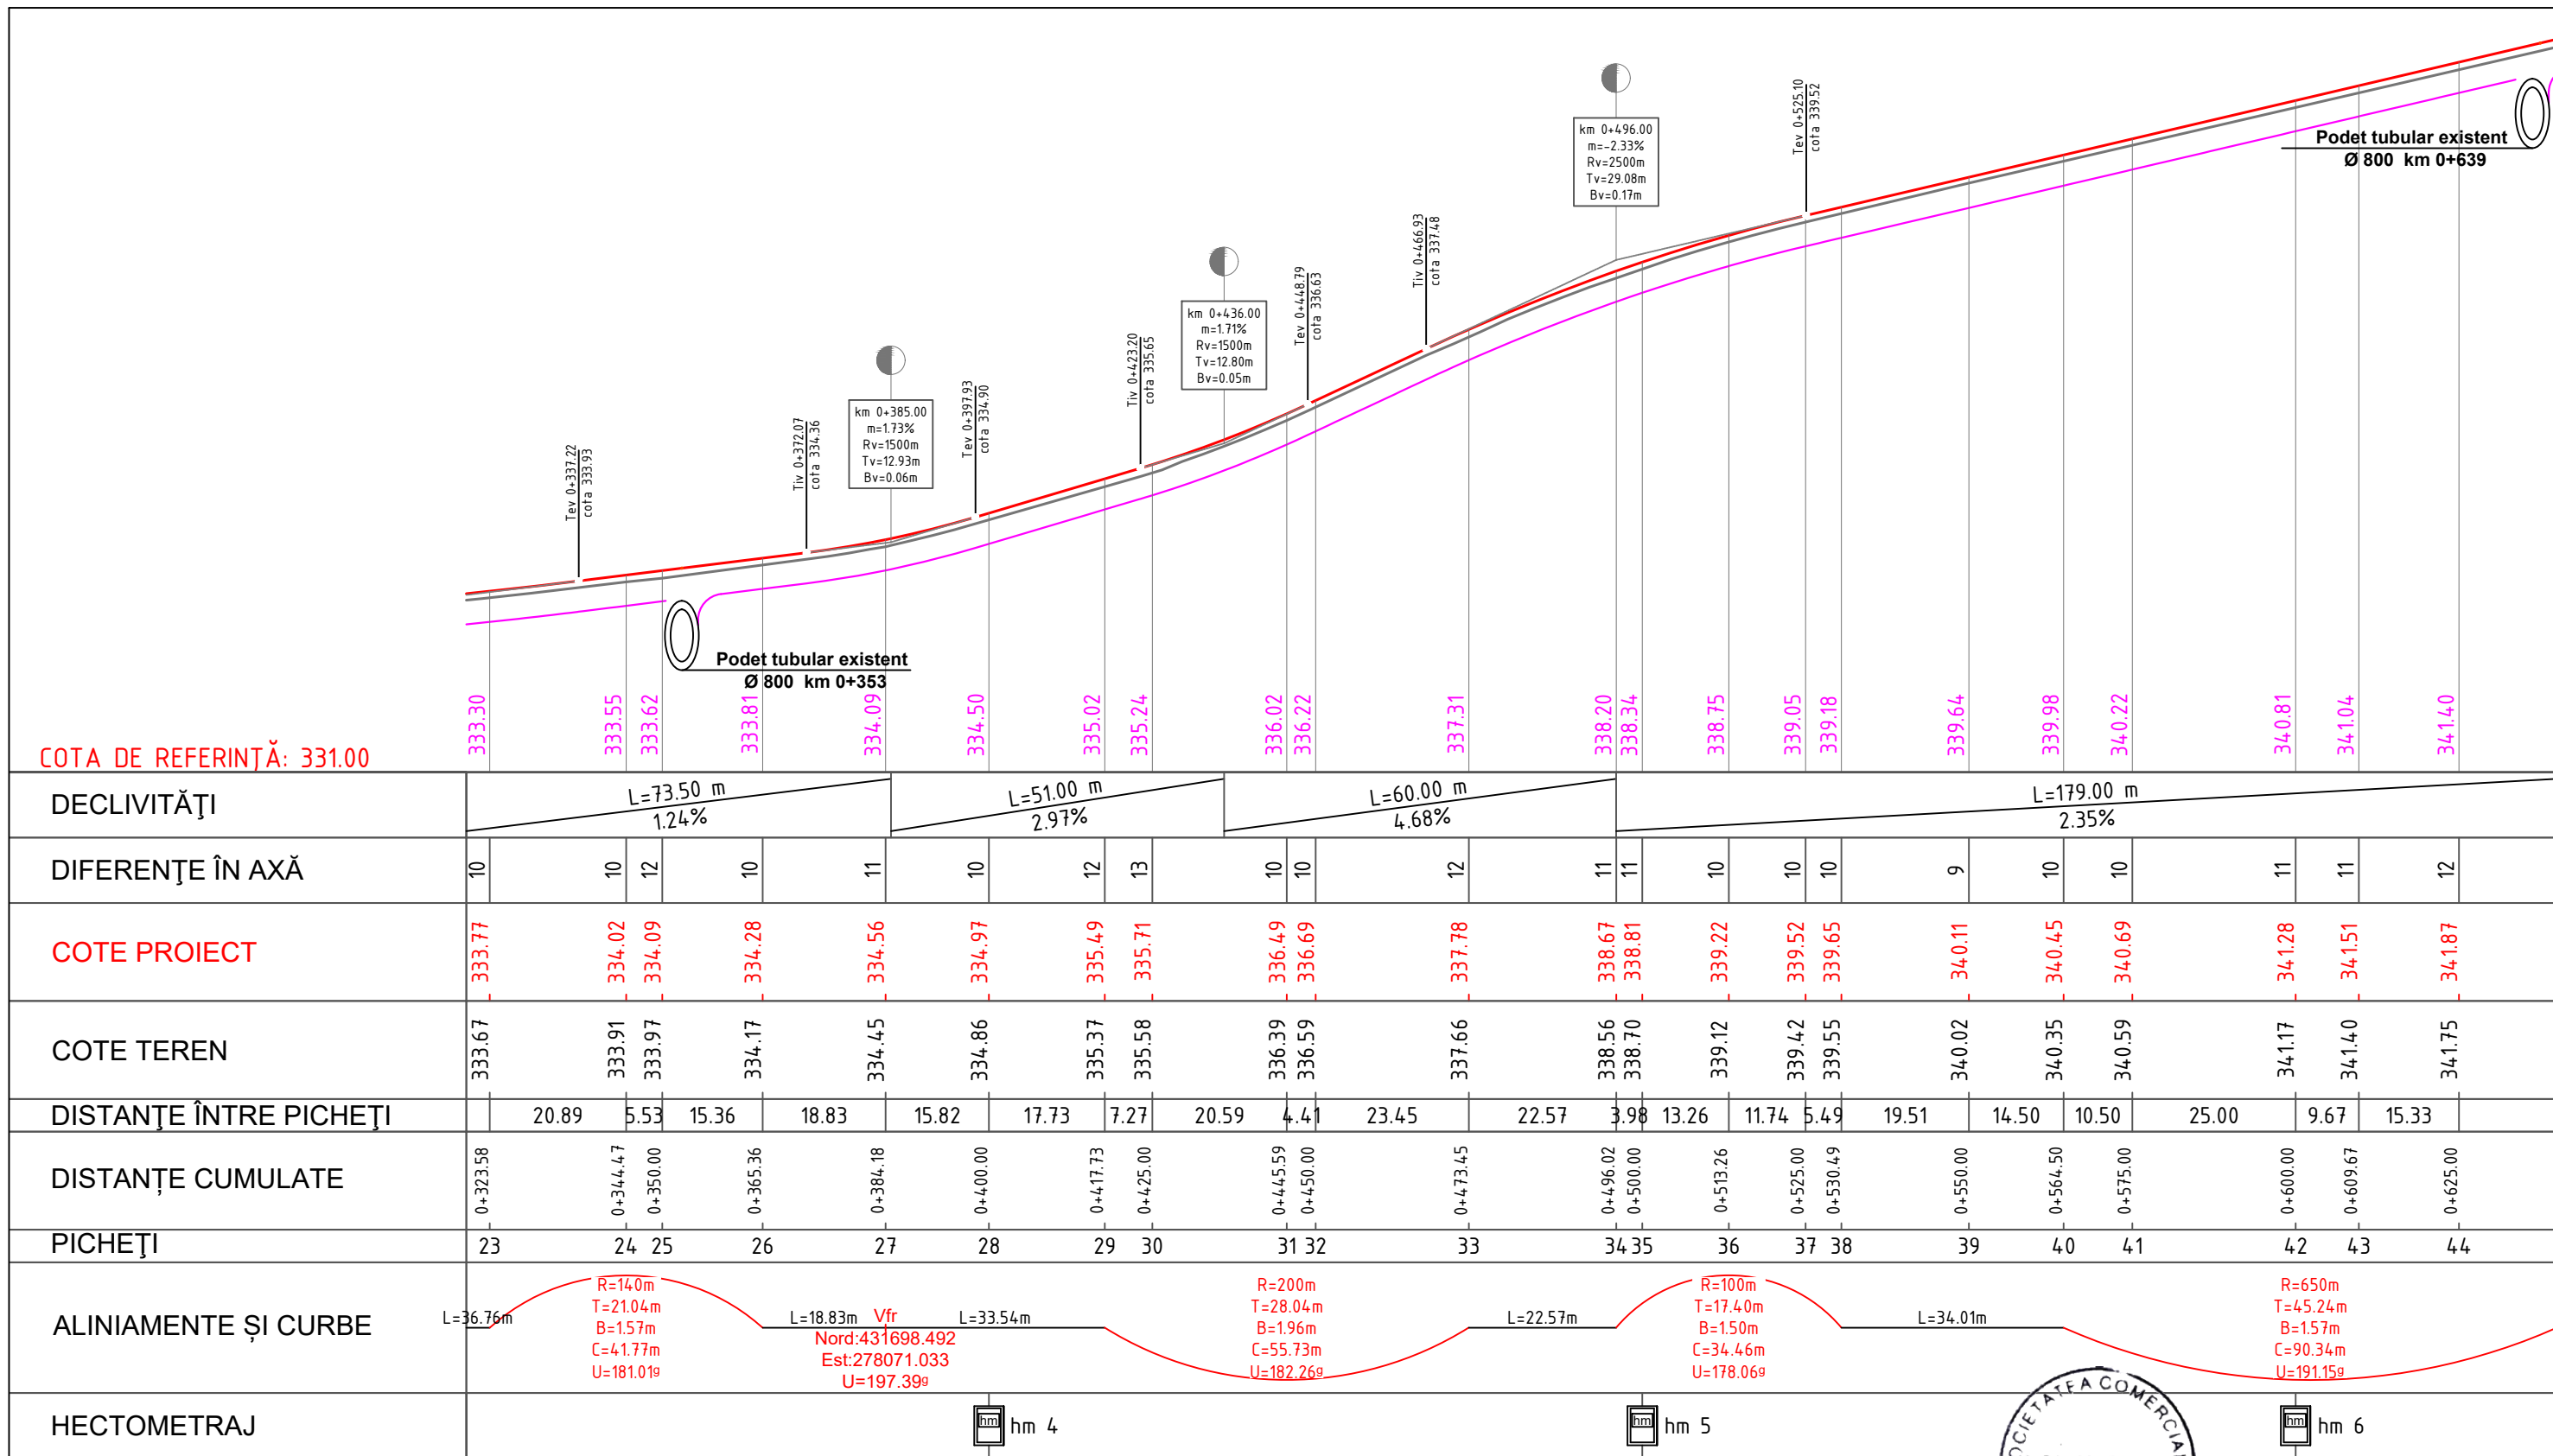 km 0+496.00
m=-2.33%
Rv=2500m
Tv=29.08m
Bv=0.17m
Tev 0+525.10
cota 339.52
Podet tubular existent
Ø 800 km 0+639
Tiv 0+466.93
cota 337.48
km 0+436.00
m=1.71%
Rv=1500m
Tv=12.80m
Bv=0.05m
Tev 0+448.79
cota 336.63
Tiv 0+423.20
cota 335.65
km 0+385.00
m=1.73%
Rv=1500m
Tv=12.93m
Bv=0.06m
Tev 0+397.93
cota 334.90
Tiv 0+372.07
cota 334.36
Tev 0+337.22
cota 333.93
Podet tubular existent
Ø 800 km 0+353
333.30 333.55 333.62 333.81 334.09 334.50 335.02 335.24 336.02 336.22 337.31 338.20 338.34 338.75 339.05 339.18 339.64 339.98 340.22 340.81 341.04 341.40
COTA DE REFERINŢĂ: 331.00
DECLIVITĂŢI
L=73.50 m
1.24%
L=51.00 m
2.97%
L=60.00 m
4.68%
L=179.00 m
2.35%
DIFERENŢE ÎN AXĂ 10 10 12 10 11 10 12 13 10 10 12 11 11 10 10 10 9 10 10 11 11 12
COTE PROIECT 333.77 334.02 334.09 334.28 334.56 334.97 335.49 335.71 336.49 336.69 337.78 338.67 338.81 339.22 339.52 339.65 340.11 340.45 340.69 341.28 341.51 341.87
COTE TEREN 333.67 333.91 333.97 334.17 334.45 334.86 335.37 335.58 336.39 336.59 337.66 338.56 338.70 339.12 339.42 339.55 340.02 340.35 340.59 341.17 341.40 341.75
DISTANŢE ÎNTRE PICHEŢI 20.89 5.53 15.36 18.83 15.82 17.73 7.27 20.59 4.41 23.45 22.57 3.98 13.26 11.74 5.49 19.51 14.50 10.50 25.00 9.67 15.33
DISTANȚE CUMULATE 0+323.58 0+344.47 0+350.00 0+365.36 0+384.18 0+400.00 0+417.73 0+425.00 0+445.59 0+450.00 0+473.45 0+496.02 0+500.00 0+513.26 0+525.00 0+530.49 0+550.00 0+564.50 0+575.00 0+600.00 0+609.67 0+625.00
PICHEŢI 23 24 25 26 27 28 29 30 31 32 33 34 35 36 37 38 39 40 41 42 43 44
ALINIAMENTE ȘI CURBE
L=36.76m
R=140m
T=21.04m
B=1.57m
C=41.77m
U=181.01g
L=18.83m
Vfr
Nord:431698.492
Est:278071.033
U=197.39g
L=33.54m
R=200m
T=28.04m
B=1.96m
C=55.73m
U=182.26g
L=22.57m
R=100m
T=17.40m
B=1.50m
C=34.46m
U=178.06g
L=34.01m
R=650m
T=45.24m
B=1.57m
C=90.34m
U=191.15g
HECTOMETRAJ
hm hm 4
hm hm 5
hm hm 6